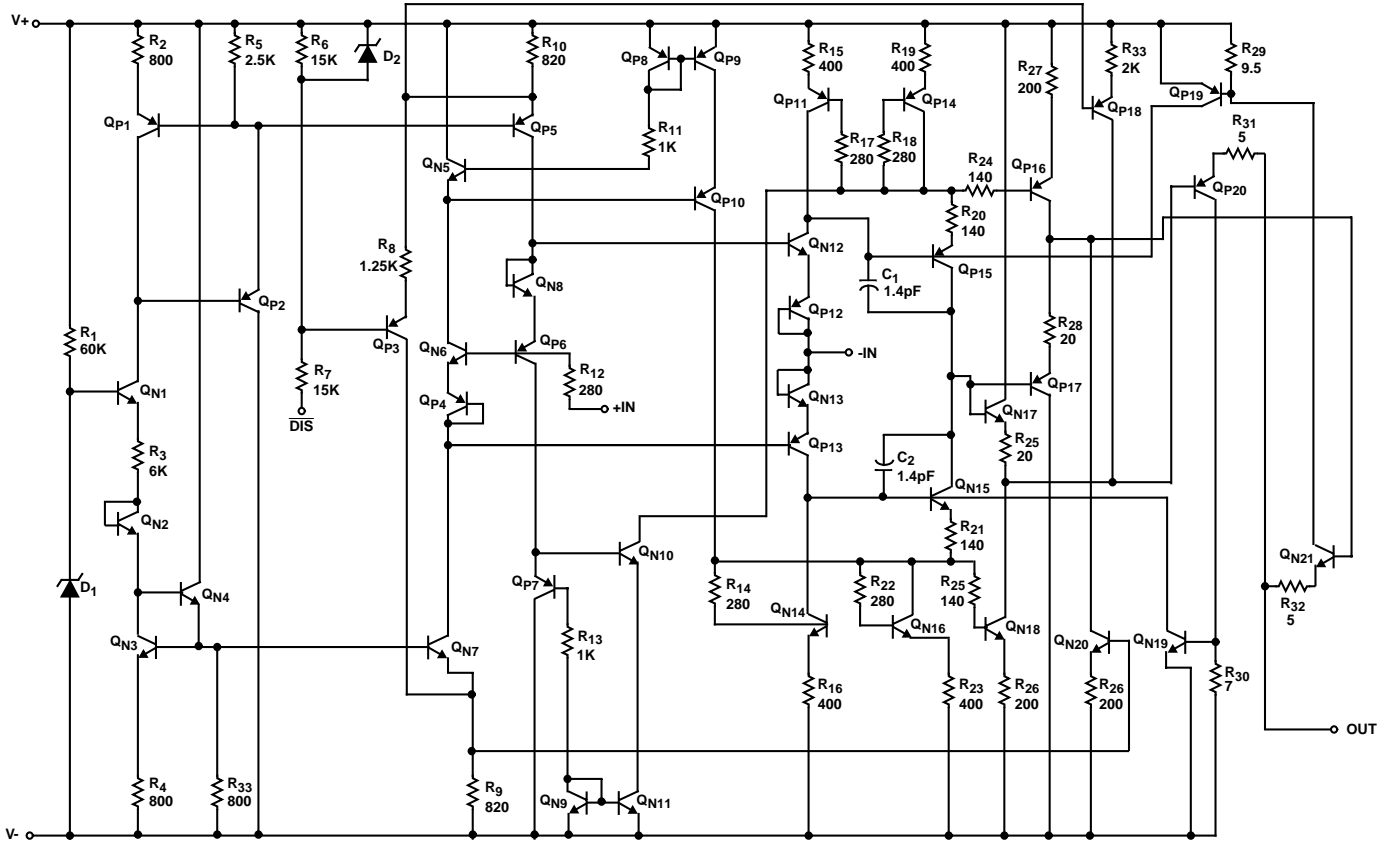 V+
R2
800
R5
2.5K
R6
15K
D2
R10
820
QP8
QP9
R15
400
R19
400
R27
200
R33
2K
R29
9.5
QP1
QP5
R11
1K
QP11
QP14
QP18
QP19
R17
280
R18
280
R31
5
QN5
R24
140
QP16
QP20
QP10
R20
140
R8
1.25K
QN12
QP15
QN8
C1
1.4pF
QP2
QP12
R1
60K
QP3
QN6
QP6
R28
20
-IN
R7
15K
R12
280
QN1
QP4
QN13
QP17
+IN
DIS
QN17
QP13
R25
20
R3
6K
C2
1.4pF
QN15
QN2
R21
140
QN10
QN21
D1
QP7
R14
280
R22
280
R25
140
R32
5
QN4
QN14
QN16
QN18
QN20
QN19
QN3
QN7
R13
1K
R16
400
R23
400
R26
200
R26
200
R30
7
OUT
R4
800
R33
800
R9
820
QN9
QN11
V-